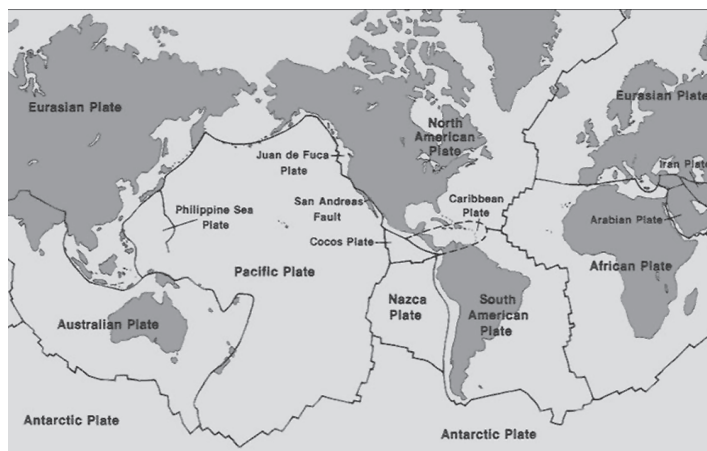 Eurasian Plate
North
American
Plate
Eurasian Plate
Juan de Fuca
Plate
Iran Plate
San Andreas
Fault
Caribbean
Plate
Philippine Sea
Plate
Arabian Plate
Cocos Plate
Pacific Plate
African Plate
Nazca
Plate
South
American
Plate
Australian Plate
Antarctic Plate
Antarctic Plate